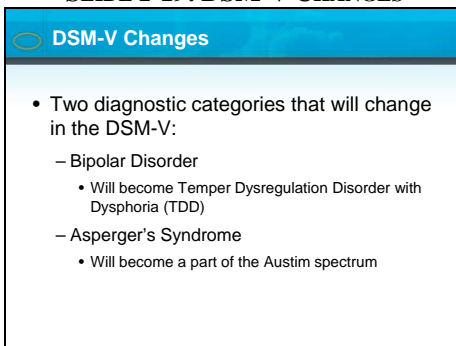 DSM-V Changes
• Two diagnostic categories that will change
in the DSM-V:
– Bipolar Disorder
• Will become Temper Dysregulation Disorder with
Dysphoria (TDD)
– Asperger's Syndrome
• Will become a part of the Austim spectrum